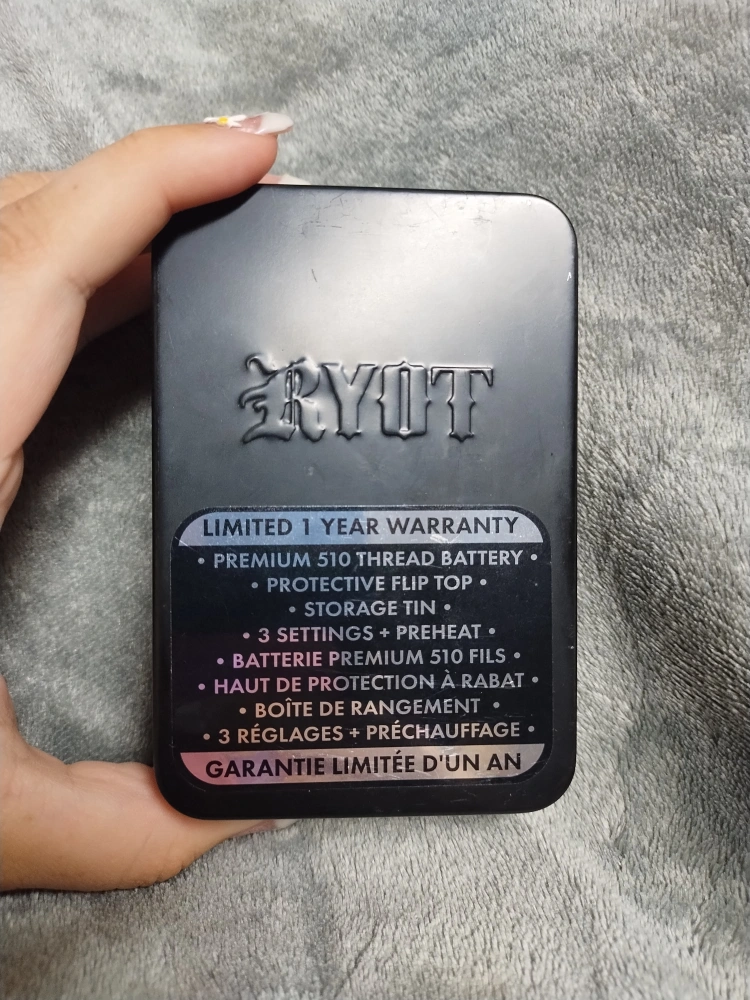 RYOT
LIMITED 1 YEAR WARRANTY
• PREMIUM 510 THREAD BATTERY •
• PROTECTIVE FLIP TOP •
• STORAGE TIN •
• 3 SETTINGS + PREHEAT •
• BATTERIE PREMIUM 510 FILS •
• HAUT DE PROTECTION À RABAT •
• BOÎTE DE RANGEMENT •
• 3 RÉGLAGES + PRÉCHAUFFAGE •
GARANTIE LIMITÉE D'UN AN